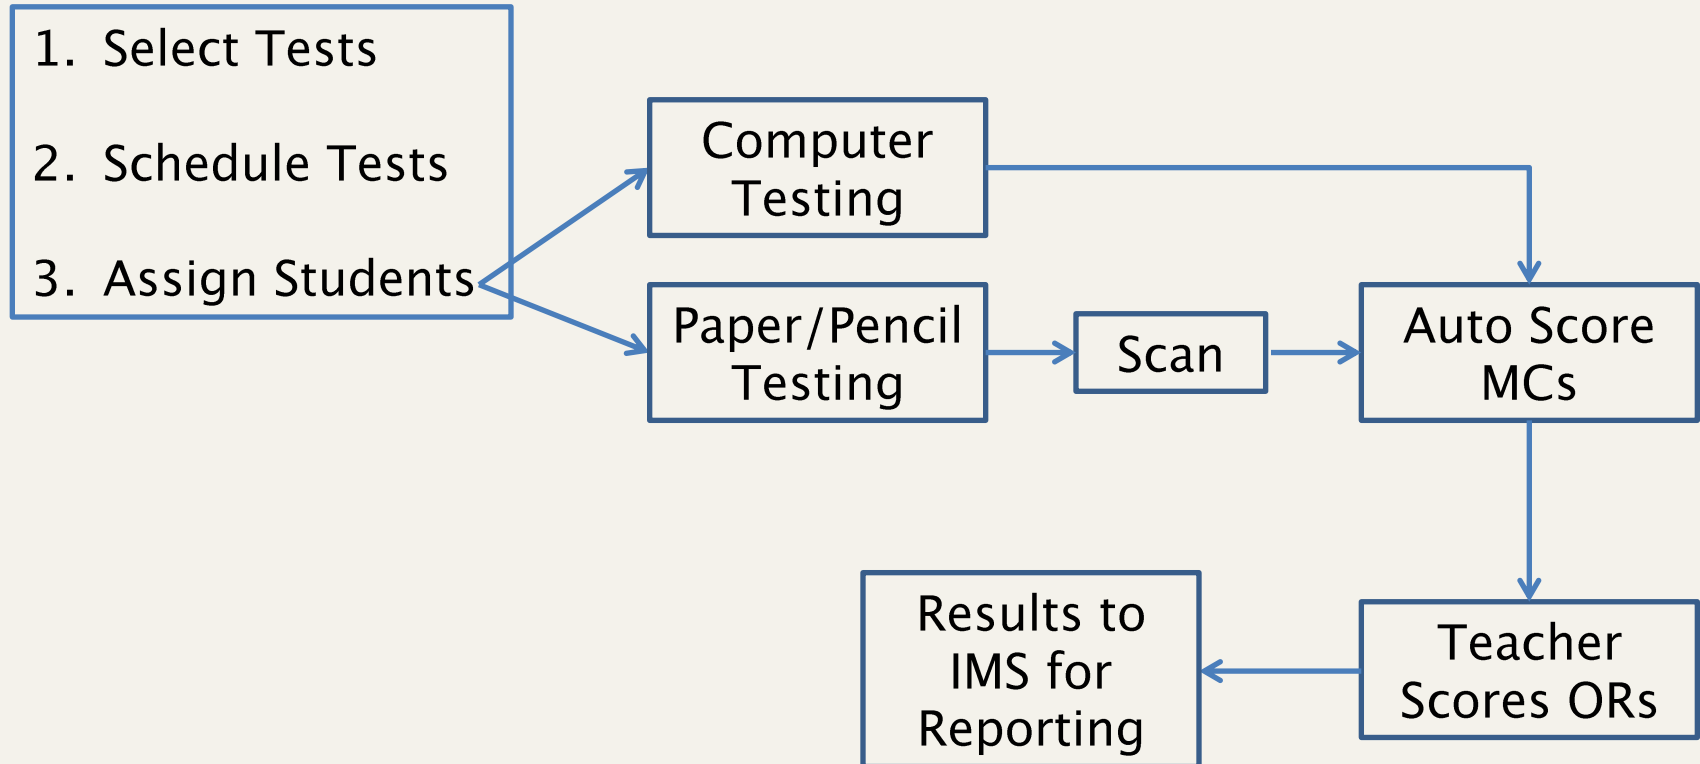 1. Select Tests
2. Schedule Tests
3. Assign Students
Computer
Testing
Paper/Pencil
Testing
Scan
Auto Score
MCs
Teacher
Scores ORs
Results to
IMS for
Reporting